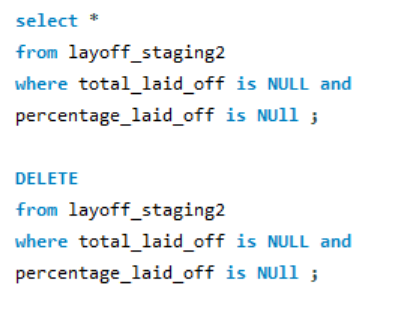 select *
from layoff_staging2
where total_laid_off is NULL and
percentage_laid_off is NUll ;
DELETE
from layoff_staging2
where total_laid_off is NULL and
percentage_laid_off is NUll ;